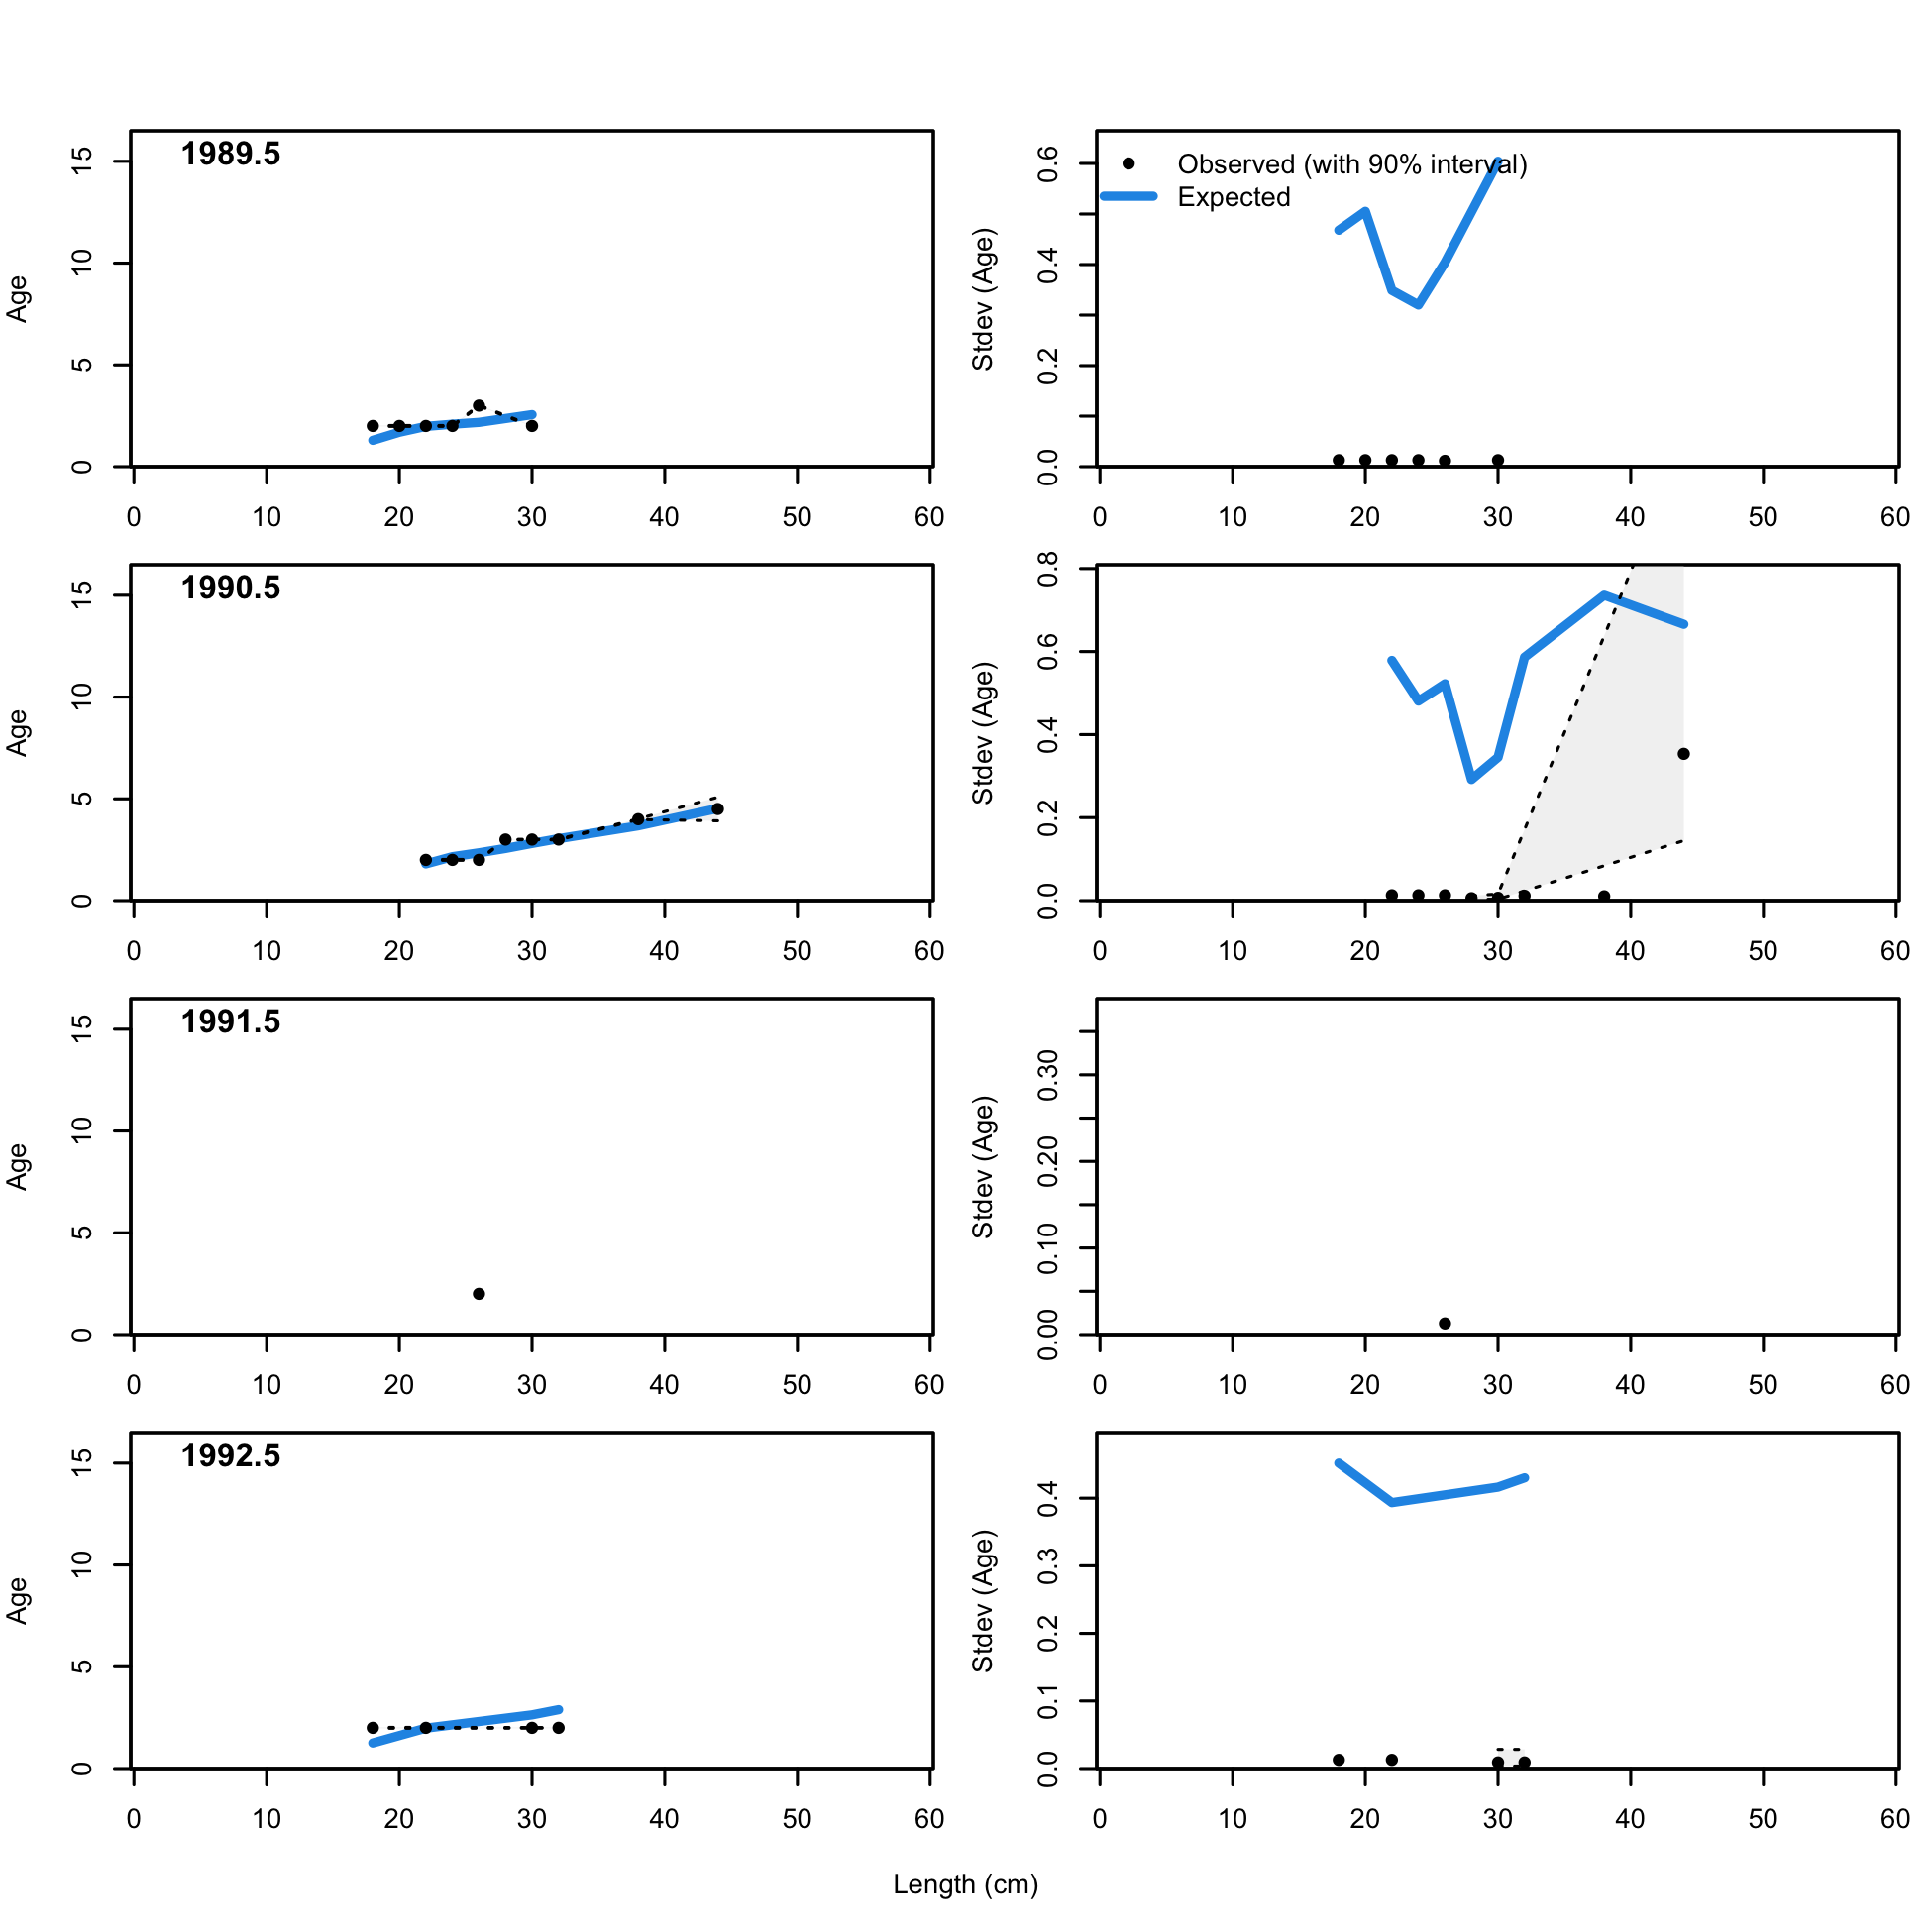 1989.5
Age
0 5 10 15
0 10 20 30 40 50 60
Observed (with 90% interval)
Expected
Stdev (Age)
0.0 0.2 0.4 0.6
0 10 20 30 40 50 60
1990.5
Age
0 5 10 15
0 10 20 30 40 50 60
Stdev (Age)
0.0 0.2 0.4 0.6 0.8
0 10 20 30 40 50 60
1991.5
Age
0 5 10 15
0 10 20 30 40 50 60
Stdev (Age)
0.00 0.10 0.20 0.30
0 10 20 30 40 50 60
1992.5
Age
0 5 10 15
0 10 20 30 40 50 60
Stdev (Age)
0.0 0.1 0.2 0.3 0.4
0 10 20 30 40 50 60
Length (cm)